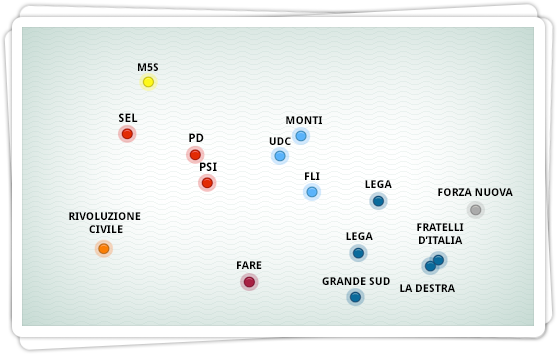 M5S
SEL
MONTI
PD
UDC
PSI
FLI
LEGA
FORZA NUOVA
RIVOLUZIONE
CIVILE
FRATELLI
D'ITALIA
LEGA
FARE
GRANDE SUD
LA DESTRA